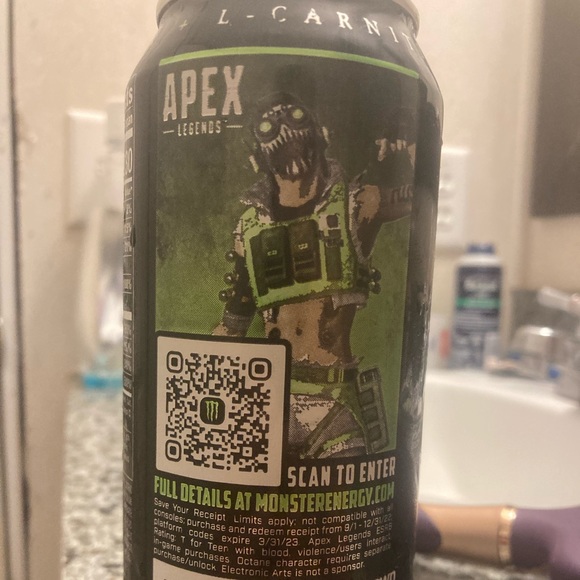 + L-CARNIT
APEX
LEGENDS
SCAN TO ENTER
FULL DETAILS AT MONSTERENERGY.COM
Save Your Receipt. Limits apply; not compatible with all
consoles; purchase and redeem receipt from 9/1 - 12/31/22
platform codes expire 3/31/23. Apex Legends ESRB
Rating: T for Teen with blood, violence/users interact,
in-game purchases. Octane character requires separate
purchase/unlock. Electronic Arts is not a sponsor.